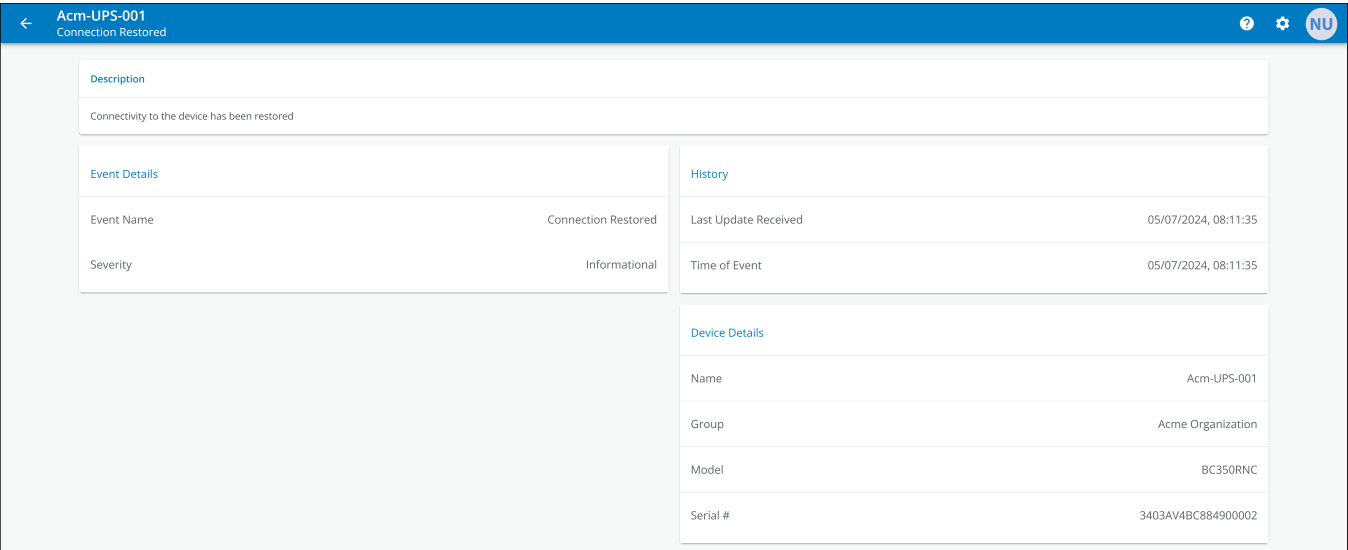 Acm-UPS-001
Connection Restored
NU
Description
Connectivity to the device has been restored
Event Details
Event Name Connection Restored
Severity Informational
History
Last Update Received 05/07/2024, 08:11:35
Time of Event 05/07/2024, 08:11:35
Device Details
Name Acm-UPS-001
Group Acme Organization
Model BC350RNC
Serial # 3403AV4BC884900002